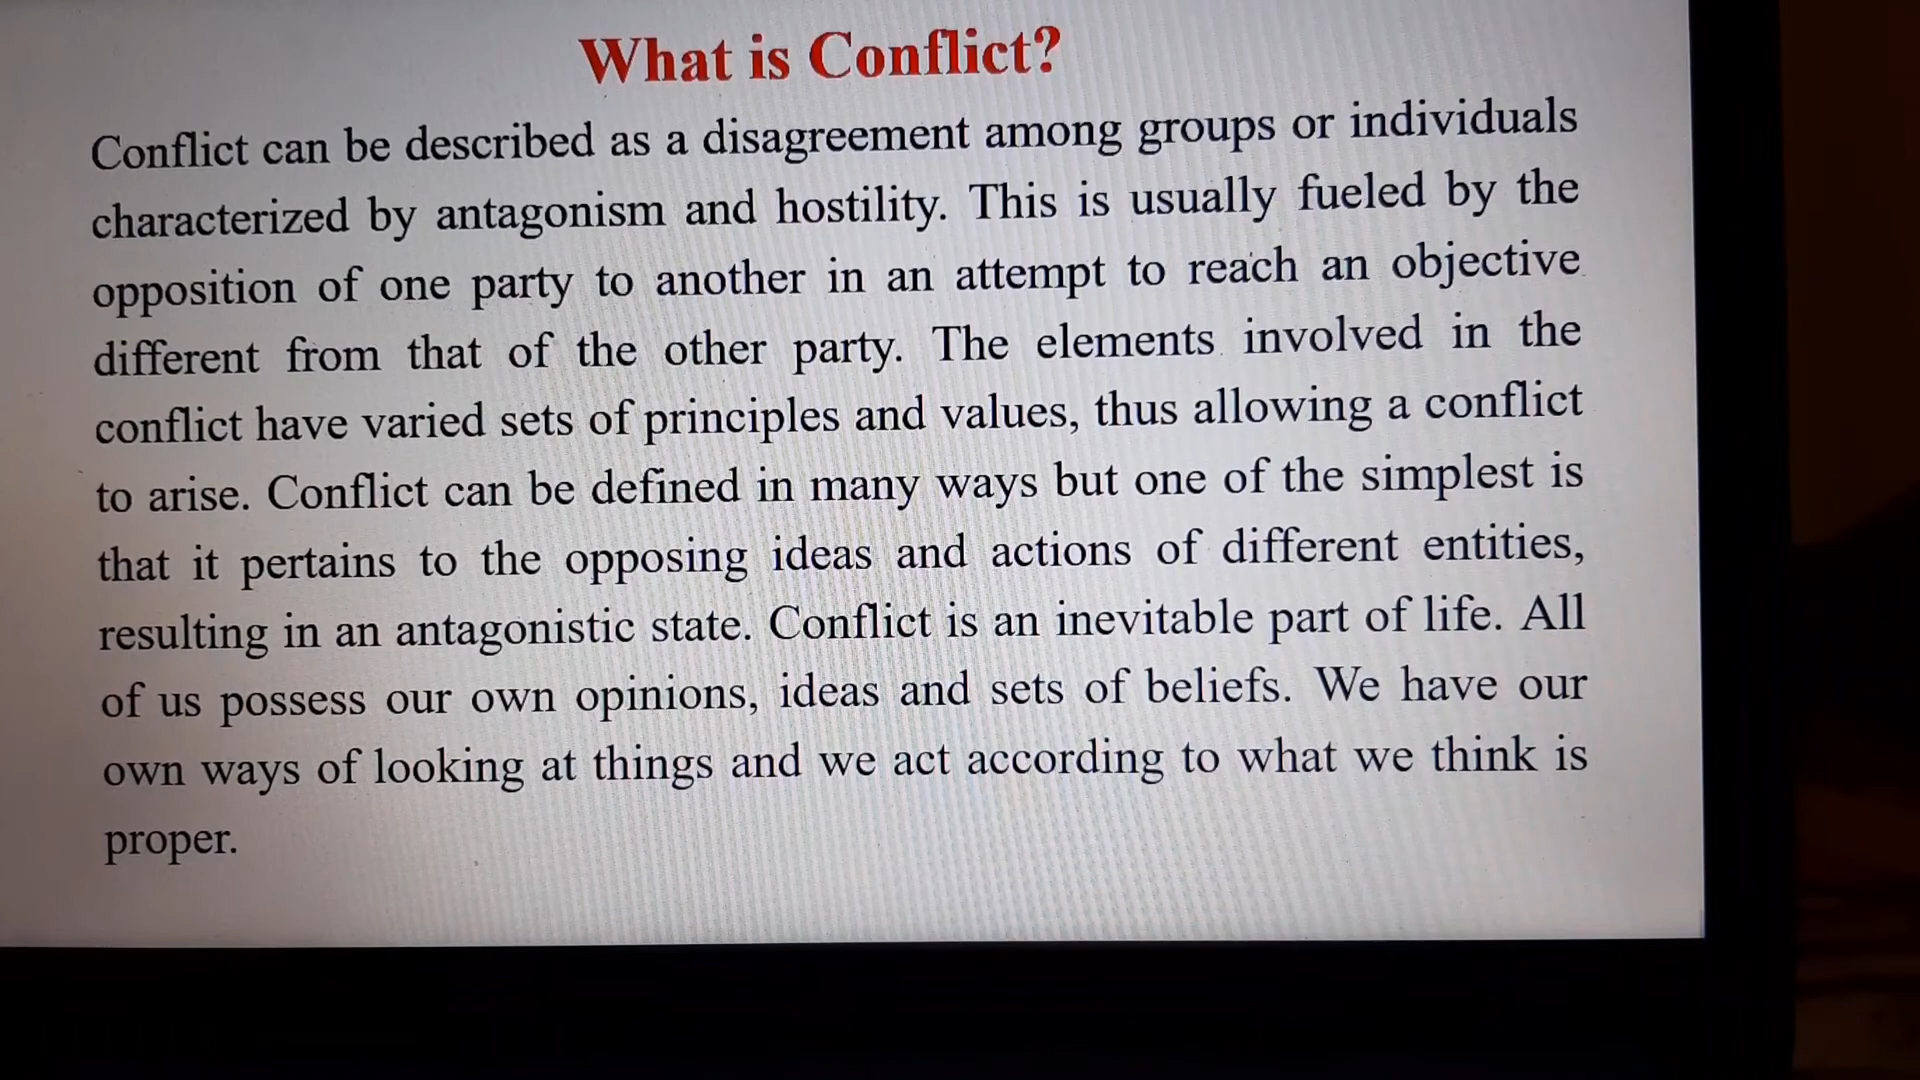 What is Conflict?
Conflict can be described as a disagreement among groups or individuals
characterized by antagonism and hostility. This is usually fueled by the
opposition of one party to another in an attempt to reach an objective
different from that of the other party. The elements involved in the
conflict have varied sets of principles and values, thus allowing a conflict
to arise. Conflict can be defined in many ways but one of the simplest is
that it pertains to the opposing ideas and actions of different entities,
resulting in an antagonistic state. Conflict is an inevitable part of life. All
of us possess our own opinions, ideas and sets of beliefs. We have our
own ways of looking at things and we act according to what we think is
proper.